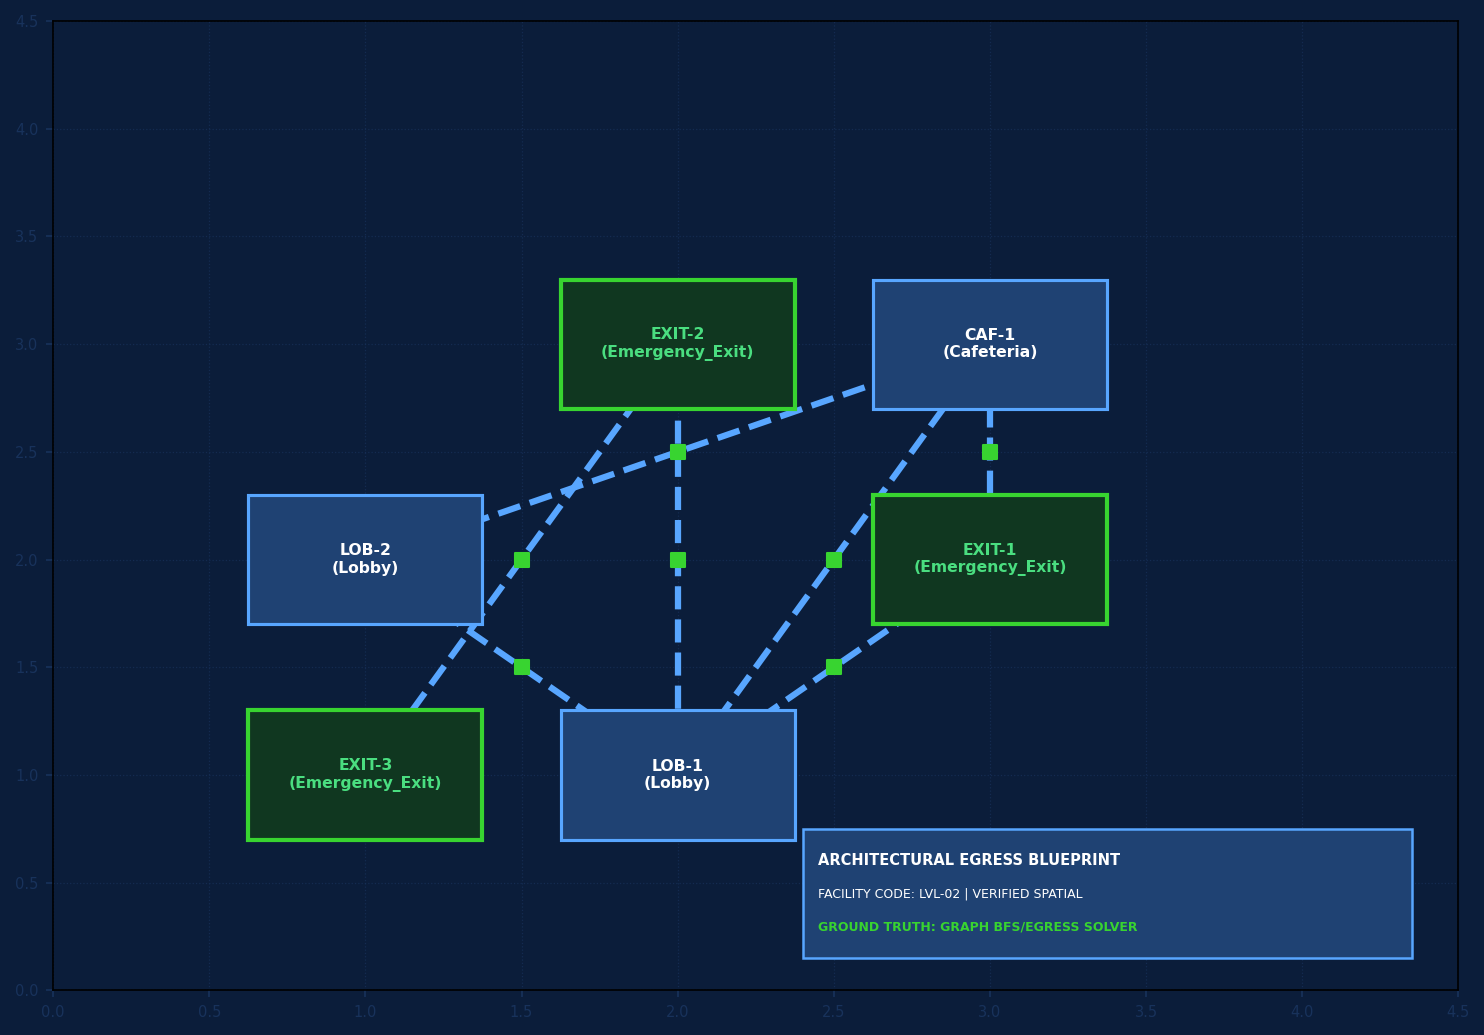 4.5
4.0
3.5
3.0
2.5
2.0
1.5
1.0
0.5
0.0
EXIT-2
(Emergency_Exit)
CAF-1
(Cafeteria)
LOB-2
(Lobby)
EXIT-1
(Emergency_Exit)
EXIT-3
(Emergency_Exit)
LOB-1
(Lobby)
ARCHITECTURAL EGRESS BLUEPRINT
FACILITY CODE: LVL-02 | VERIFIED SPATIAL
GROUND TRUTH: GRAPH BFS/EGRESS SOLVER
0.0 0.5 1.0 1.5 2.0 2.5 3.0 3.5 4.0 4.5